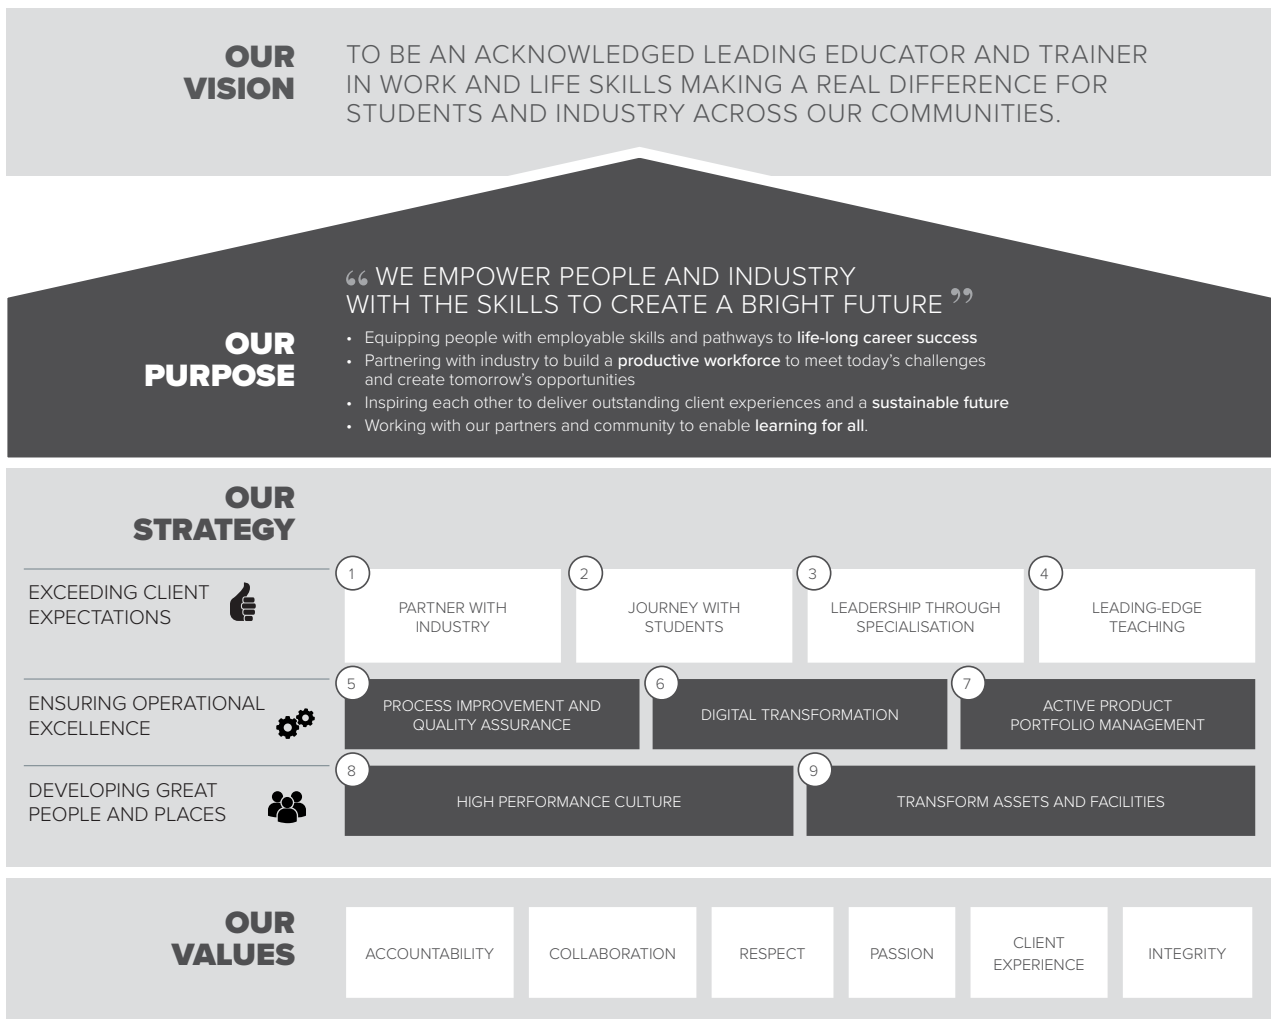 OUR
VISION
TO BE AN ACKNOWLEDGED LEADING EDUCATOR AND TRAINER
IN WORK AND LIFE SKILLS MAKING A REAL DIFFERENCE FOR
STUDENTS AND INDUSTRY ACROSS OUR COMMUNITIES.
OUR
PURPOSE
“ WE EMPOWER PEOPLE AND INDUSTRY
WITH THE SKILLS TO CREATE A BRIGHT FUTURE ”
• Equipping people with employable skills and pathways to life-long career success
• Partnering with industry to build a productive workforce to meet today’s challenges
and create tomorrow’s opportunities
• Inspiring each other to deliver outstanding client experiences and a sustainable future
• Working with our partners and community to enable learning for all.
OUR
STRATEGY
EXCEEDING CLIENT
EXPECTATIONS
1
PARTNER WITH
INDUSTRY
2
JOURNEY WITH
STUDENTS
3
LEADERSHIP THROUGH
SPECIALISATION
4
LEADING-EDGE
TEACHING
ENSURING OPERATIONAL
EXCELLENCE
5
PROCESS IMPROVEMENT AND
QUALITY ASSURANCE
6
DIGITAL TRANSFORMATION
7
ACTIVE PRODUCT
PORTFOLIO MANAGEMENT
DEVELOPING GREAT
PEOPLE AND PLACES
8
HIGH PERFORMANCE CULTURE
9
TRANSFORM ASSETS AND FACILITIES
OUR
VALUES
ACCOUNTABILITY
COLLABORATION
RESPECT
PASSION
CLIENT
EXPERIENCE
INTEGRITY